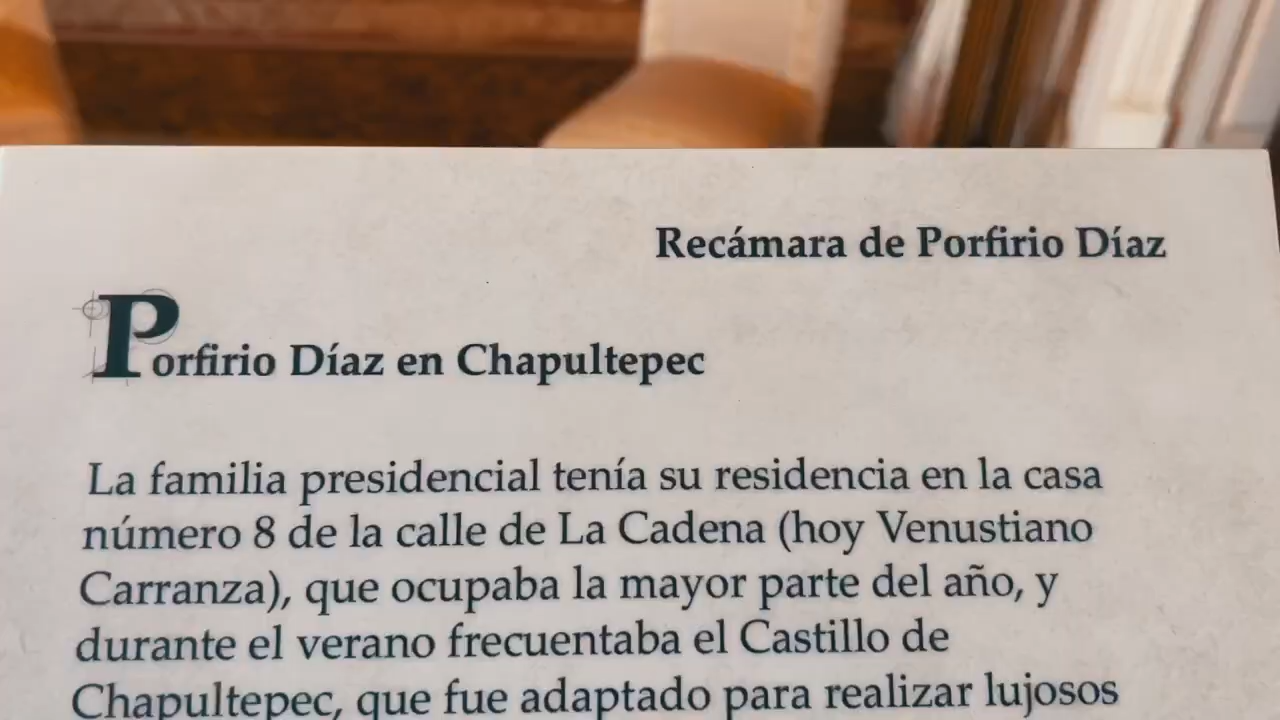 Recámara de Porfirio Díaz
Porfirio Díaz en Chapultepec
La familia presidencial tenía su residencia en la casa
número 8 de la calle de La Cadena (hoy Venustiano
Carranza), que ocupaba la mayor parte del año, y
durante el verano frecuentaba el Castillo de
Chapultepec, que fue adaptado para realizar lujosos